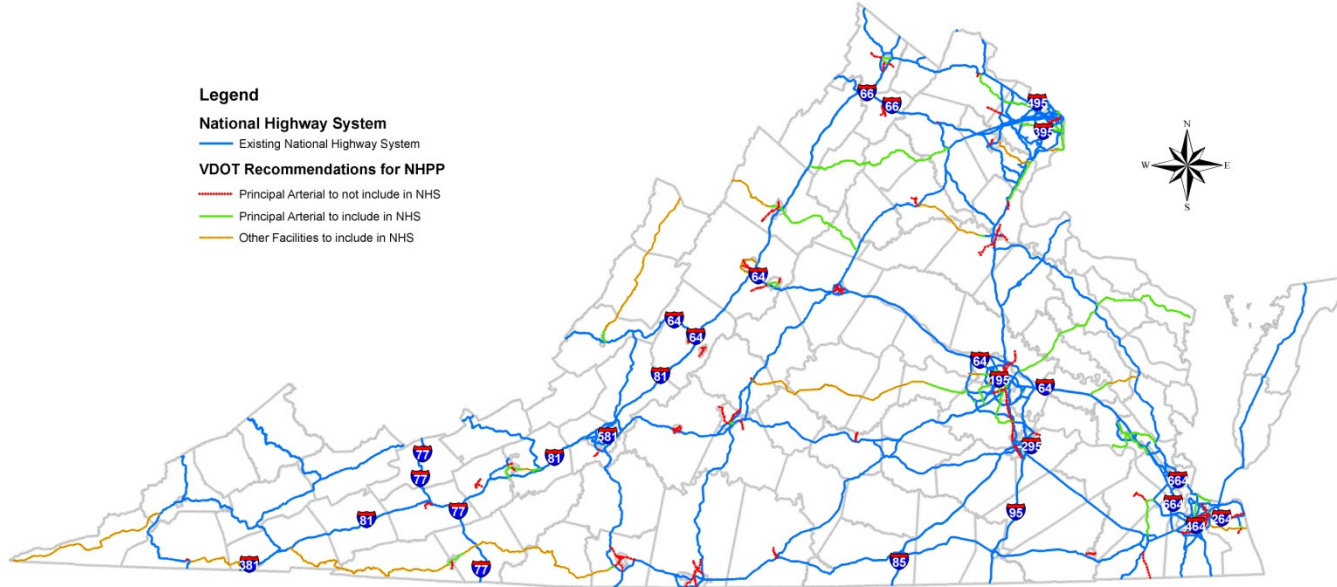 Legend
National Highway System
Existing National Highway System
VDOT Recommendations for NHPP
Principal Arterial to not include in NHS
Principal Arterial to include in NHS
Other Facilities to include in NHS
N
W E
S
66
66
495
395
64
64
64
81
64
195
64
581
295
77
77
81
77
81
95
664
664
264
464
381
77
85